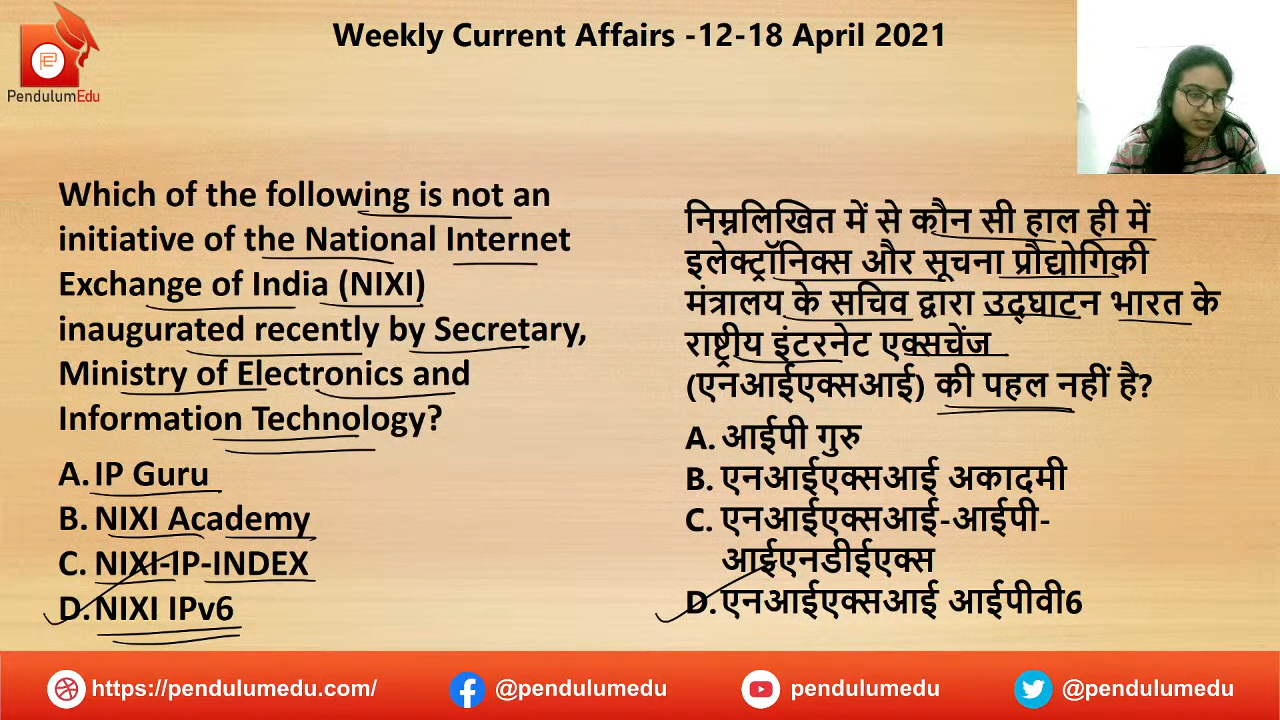 Weekly Current Affairs -12-18 April 2021
PendulumEdu
Which of the following is not an
initiative of the National Internet
Exchange of India (NIXI)
inaugurated recently by Secretary,
Ministry of Electronics and
Information Technology?
A. IP Guru
B. NIXI Academy
C. NIXI-IP-INDEX
D. NIXI IPv6
निम्नलिखित में से कौन सी हाल ही में
इलेक्ट्रॉनिक्स और सूचना प्रौद्योगिकी
मंत्रालय के सचिव द्वारा उद्घाटन भारत के
राष्ट्रीय इंटरनेट एक्सचेंज
(एनआईएक्सआई) की पहल नहीं है?
A. आईपी गुरु
B. एनआईएक्सआई अकादमी
C. एनआईएक्सआई-आईपी-
आईएनडीईएक्स
D. एनआईएक्सआई आईपीवी6
https://pendulumedu.com/
@pendulumedu
pendulumedu
@pendulumedu